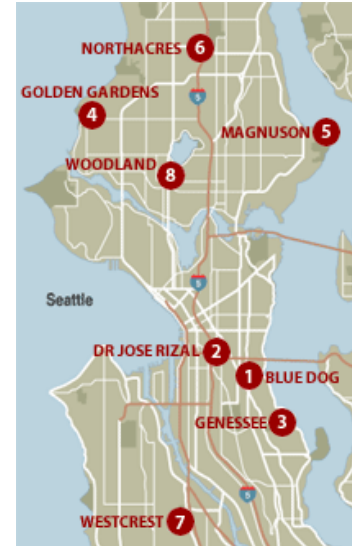 NORTHACRES 6
5
GOLDEN GARDENS
4
MAGNUSON 5
WOODLAND 8
5
Seattle
DR JOSE RIZAL 2
1 BLUE DOG
GENESSEE 3
5
WESTCREST 7